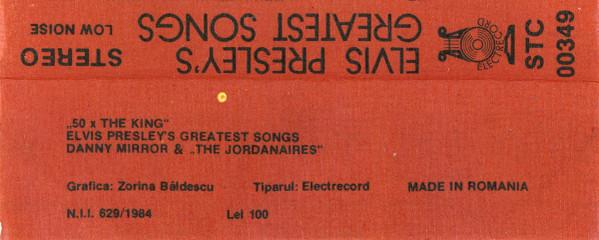 ELVIS PRESLEY'S
GREATEST SONGS
STEREO
LOW NOISE
ELECTRECORD
STC
00349
„50 x THE KING"
ELVIS PRESLEY'S GREATEST SONGS
DANNY MIRROR & „THE JORDANAIRES"
Grafica: Zorina Băldescu Tiparul: Electrecord MADE IN ROMANIA
N.I.I. 629/1984 Lei 100